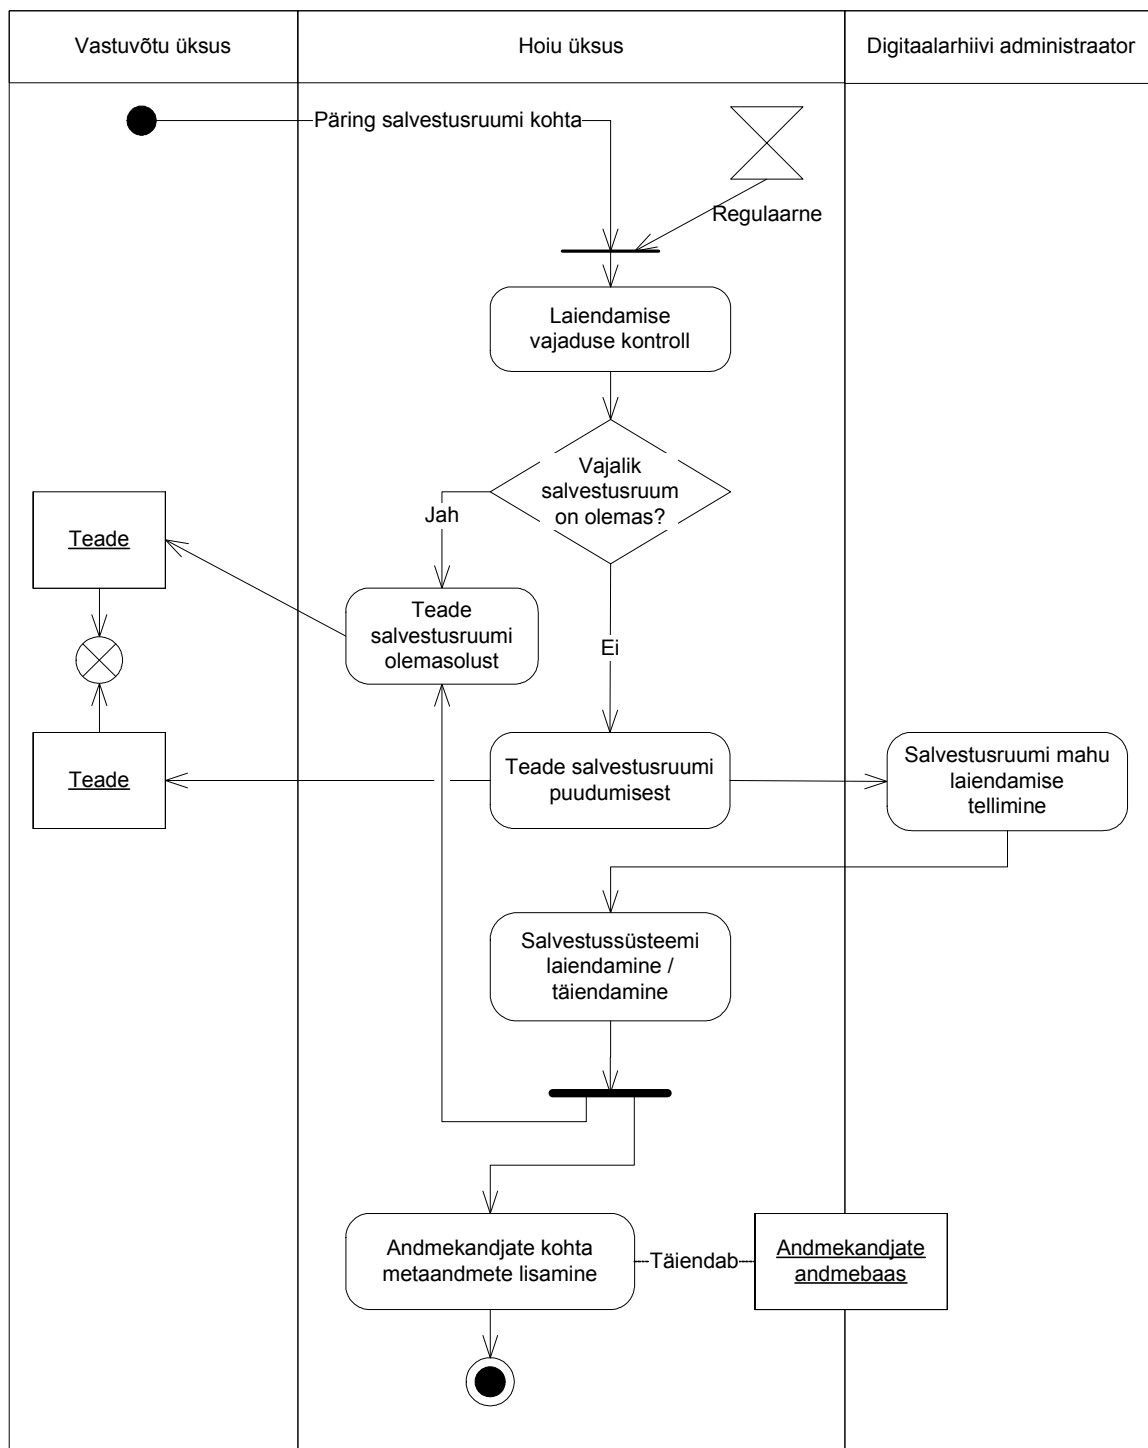 Vastuvõtu üksus
Hoiu üksus
Digitaalarhiivi administraator
Päring salvestusruumi kohta
Regulaarne
Laiendamise
vajaduse kontroll
Vajalik
salvestusruum
on olemas?
Jah
Teade
Teade
salvestusruumi
olemasolust
Ei
Teade
Teade salvestusruumi
puudumisest
Salvestusruumi mahu
laiendamise
tellimine
Salvestussüsteemi
laiendamine /
täiendamine
Andmekandjate kohta
metaandmete lisamine
Täiendab
Andmekandjate
andmebaas